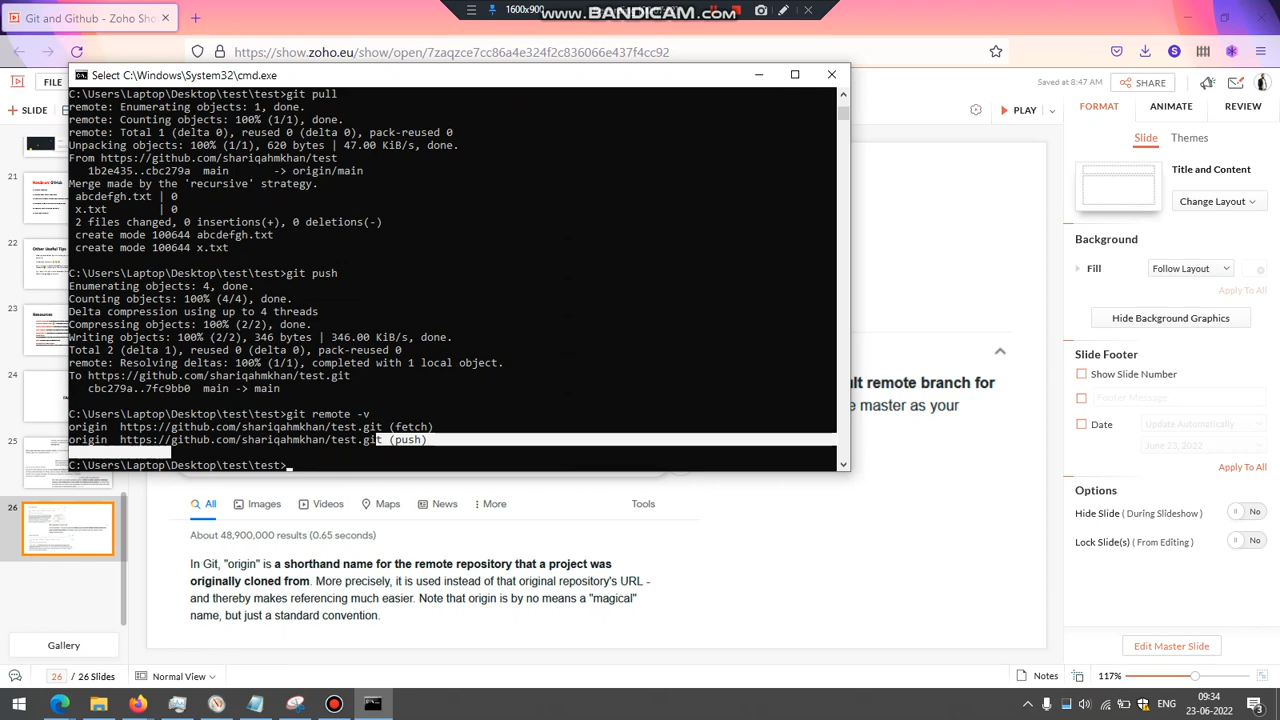 Git and Github - Zoho Sho
1600x900
www.BANDICAM.com
https://show.zoho.eu/show/open/7zaqzce7cc86a4e324f2c836066e437f4cc92
FILE
Saved at 8:47 AM
SHARE
SLIDE
PLAY
FORMAT
ANIMATE
REVIEW
Select C:\Windows\System32\cmd.exe
C:\Users\Laptop\Desktop\test\test>git pull
remote: Enumerating objects: 1, done.
remote: Counting objects: 100% (1/1), done.
remote: Total 1 (delta 0), reused 0 (delta 0), pack-reused 0
Unpacking objects: 100% (1/1), 620 bytes | 47.00 KiB/s, done.
From https://github.com/shariqahmkhan/test
1b2e435..cbc279a  main       -> origin/main
Merge made by the 'recursive' strategy.
abcdefgh.txt | 0
x.txt        | 0
2 files changed, 0 insertions(+), 0 deletions(-)
create mode 100644 abcdefgh.txt
create mode 100644 x.txt
C:\Users\Laptop\Desktop\test\test>git push
Enumerating objects: 4, done.
Counting objects: 100% (4/4), done.
Delta compression using up to 4 threads
Compressing objects: 100% (2/2), done.
Writing objects: 100% (2/2), 346 bytes | 346.00 KiB/s, done.
Total 2 (delta 1), reused 0 (delta 0), pack-reused 0
remote: Resolving deltas: 100% (1/1), completed with 1 local object.
To https://github.com/shariqahmkhan/test.git
cbc279a..7fc9bb0  main -> main
C:\Users\Laptop\Desktop\test\test>git remote -v
origin  https://github.com/shariqahmkhan/test.git (fetch)
origin  https://github.com/shariqahmkhan/test.git (push)
C:\Users\Laptop\Desktop\test\test>
21
22
Other Useful Tips
23
Resources
24
25
26
ult remote branch for
e master as your
All
Images
Videos
Maps
News
More
Tools
About 48,900,000 results (0.65 seconds)
In Git, "origin" is a shorthand name for the remote repository that a project was
originally cloned from. More precisely, it is used instead of that original repository's URL -
and thereby makes referencing much easier. Note that origin is by no means a "magical"
name, but just a standard convention.
Slide
Themes
Title and Content
Change Layout
Background
Fill
Follow Layout
Apply To All
Hide Background Graphics
Slide Footer
Show Slide Number
Footer Message
Date
Update Automatically
June 23, 2022
Apply To All
Options
Hide Slide ( During Slideshow )
No
Lock Slide(s) ( From Editing )
No
Edit Master Slide
Gallery
26 / 26 Slides
Normal View
Notes
117%
ENG
09:34
23-06-2022
3